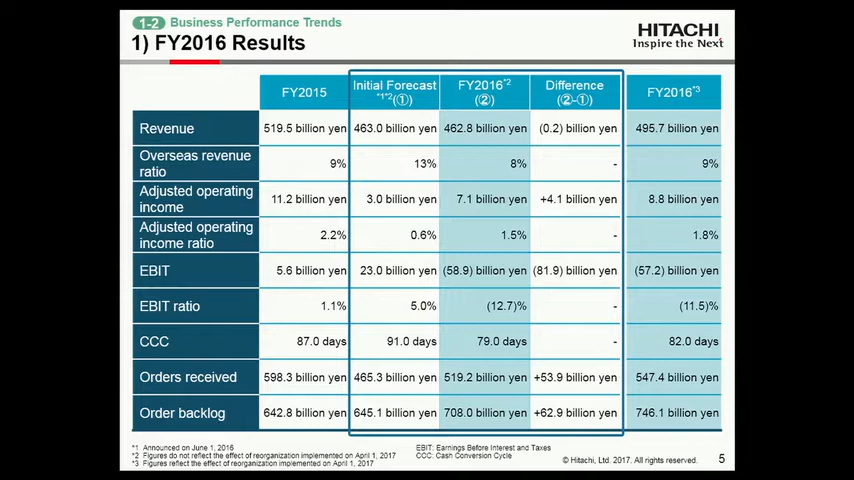 1-2 Business Performance Trends
1) FY2016 Results
HITACHI
Inspire the Next
FY2015
Initial Forecast
*1*2(①)
FY2016*2
(②)
Difference
(②-①)
FY2016*3
Revenue 519.5 billion yen 463.0 billion yen 462.8 billion yen (0.2) billion yen 495.7 billion yen
Overseas revenue
ratio 9% 13% 8% - 9%
Adjusted operating
income 11.2 billion yen 3.0 billion yen 7.1 billion yen +4.1 billion yen 8.8 billion yen
Adjusted operating
income ratio 2.2% 0.6% 1.5% - 1.8%
EBIT 5.6 billion yen 23.0 billion yen (58.9) billion yen (81.9) billion yen (57.2) billion yen
EBIT ratio 1.1% 5.0% (12.7)% - (11.5)%
CCC 87.0 days 91.0 days 79.0 days - 82.0 days
Orders received 598.3 billion yen 465.3 billion yen 519.2 billion yen +53.9 billion yen 547.4 billion yen
Order backlog 642.8 billion yen 645.1 billion yen 708.0 billion yen +62.9 billion yen 746.1 billion yen
*1 Announced on June 1, 2016
*2 Figures do not reflect the effect of reorganization implemented on April 1, 2017
*3 Figures reflect the effect of reorganization implemented on April 1, 2017
EBIT: Earnings Before Interest and Taxes
CCC: Cash Conversion Cycle
© Hitachi, Ltd. 2017. All rights reserved. 5